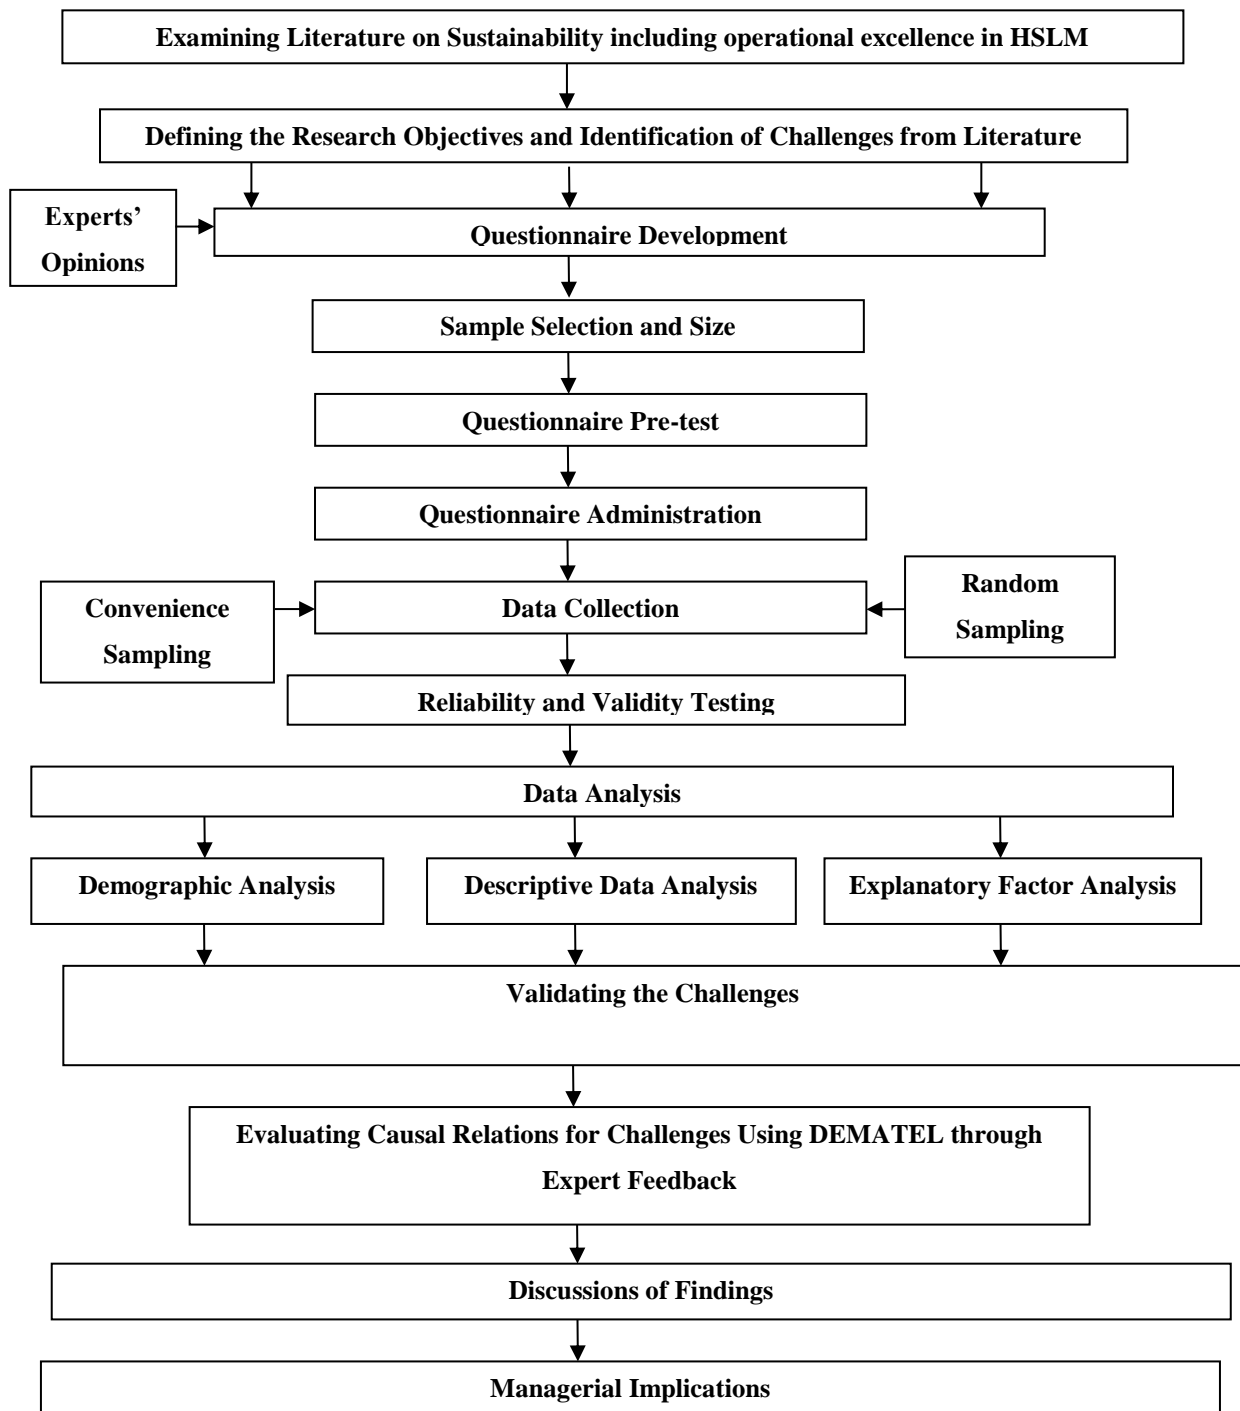 Examining Literature on Sustainability including operational excellence in HSLM
Defining the Research Objectives and Identification of Challenges from Literature
Experts’
Opinions
Questionnaire Development
Sample Selection and Size
Questionnaire Pre-test
Questionnaire Administration
Convenience
Sampling
Data Collection
Random
Sampling
Reliability and Validity Testing
Data Analysis
Demographic Analysis
Descriptive Data Analysis
Explanatory Factor Analysis
Validating the Challenges
Evaluating Causal Relations for Challenges Using DEMATEL through
Expert Feedback
Discussions of Findings
Managerial Implications